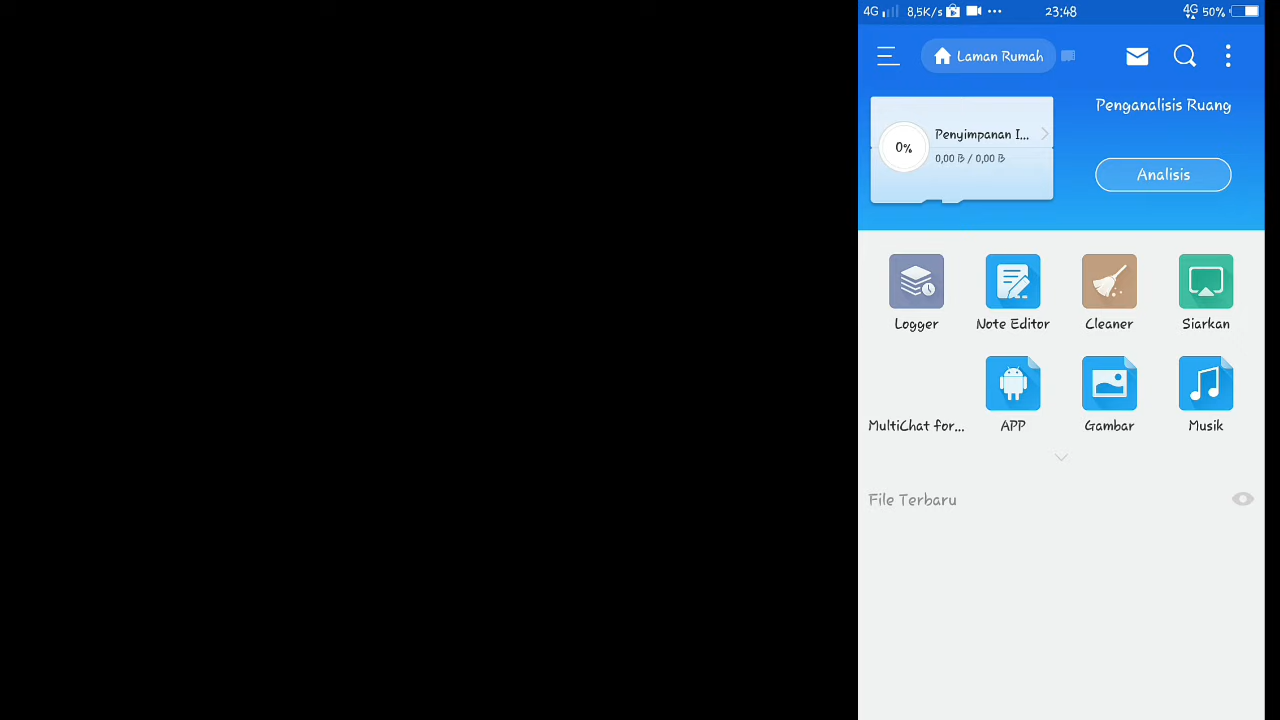 4G 8,5K/s ... 23:48 4G 50%
Laman Rumah
Penganalisis Ruang
0% Penyimpanan I...
0,00 B / 0,00 B
Analisis
Logger Note Editor Cleaner Siarkan
MultiChat for... APP Gambar Musik
File Terbaru